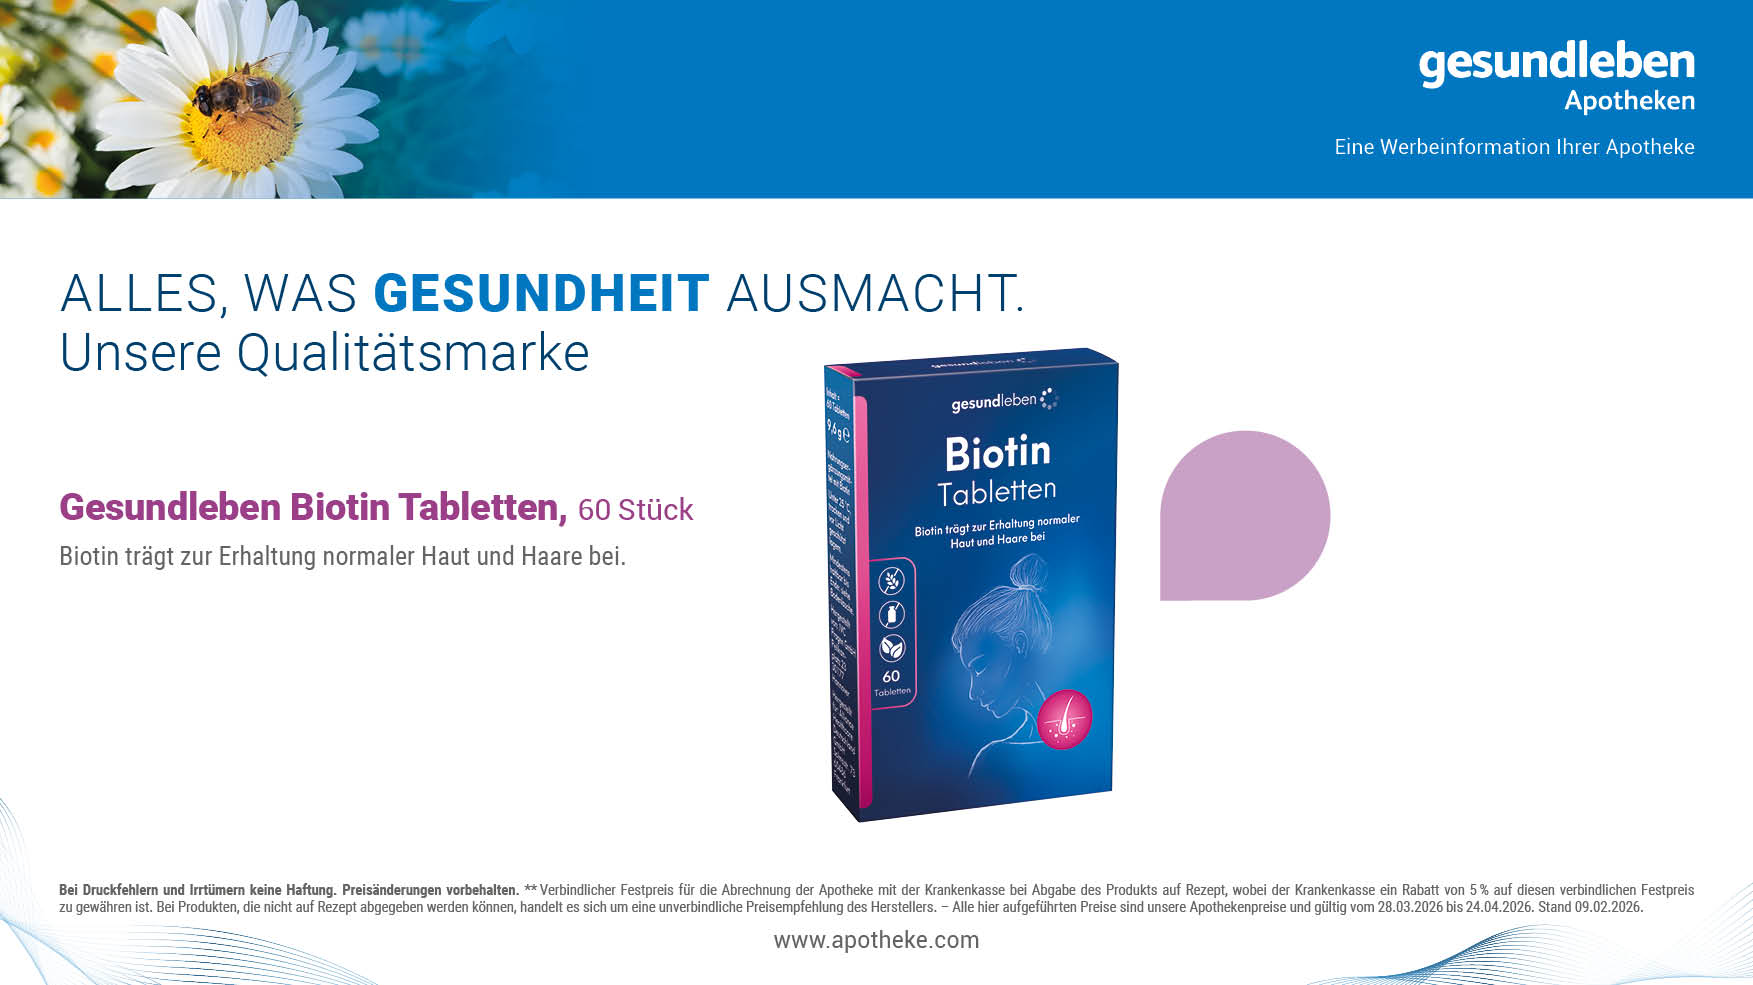 gesundleben
Apotheken
Eine Werbeinformation Ihrer Apotheke
ALLES, WAS GESUNDHEIT AUSMACHT.
Unsere Qualitätsmarke
Gesundleben Biotin Tabletten, 60 Stück
Biotin trägt zur Erhaltung normaler Haut und Haare bei.
gesundleben
gesundleben
Biotin
Tabletten
Biotin trägt zur Erhaltung normaler
Haut und Haare bei
60
Tabletten
Inhalt =
60 Tabletten
9,6 g ℮
Bei Druckfehlern und Irrtümern keine Haftung. Preisänderungen vorbehalten. ** Verbindlicher Festpreis für die Abrechnung der Apotheke mit der Krankenkasse bei Abgabe des Produkts auf Rezept, wobei der Krankenkasse ein Rabatt von 5 % auf diesen verbindlichen Festpreis
zu gewähren ist. Bei Produkten, die nicht auf Rezept abgegeben werden können, handelt es sich um eine unverbindliche Preisempfehlung des Herstellers. – Alle hier aufgeführten Preise sind unsere Apothekenpreise und gültig vom 28.03.2026 bis 24.04.2026. Stand 09.02.2026.
www.apotheke.com